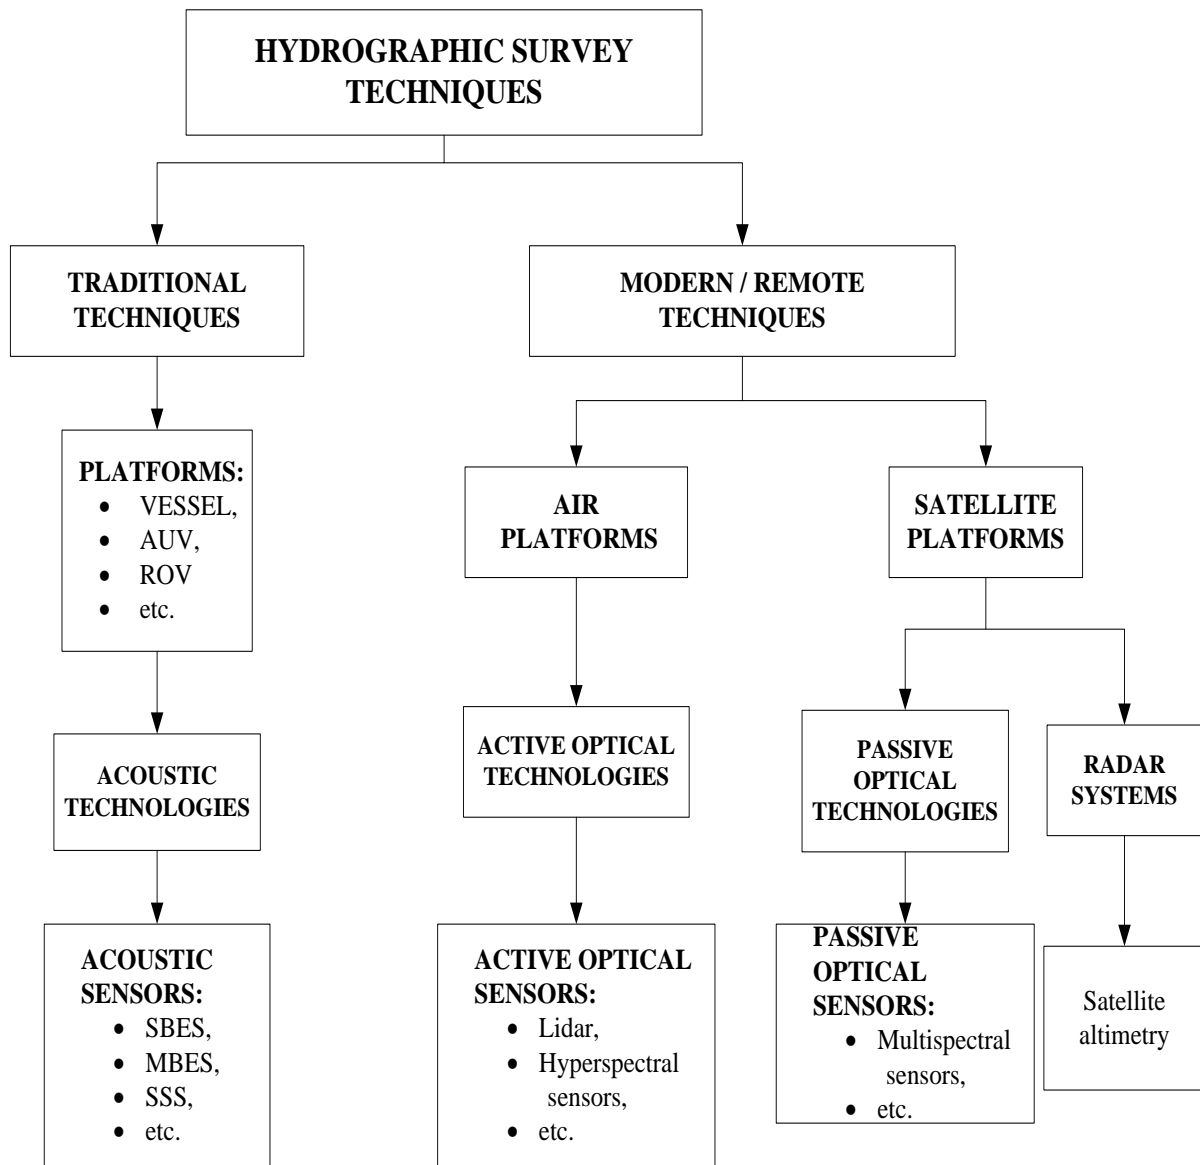 HYDROGRAPHIC SURVEY
TECHNIQUES
TRADITIONAL
TECHNIQUES
MODERN / REMOTE
TECHNIQUES
PLATFORMS:
• VESSEL,
• AUV,
• ROV
• etc.
AIR
PLATFORMS
SATELLITE
PLATFORMS
ACOUSTIC
TECHNOLOGIES
ACTIVE OPTICAL
TECHNOLOGIES
PASSIVE
OPTICAL
TECHNOLOGIES
RADAR
SYSTEMS
ACOUSTIC
SENSORS:
• SBES,
• MBES,
• SSS,
• etc.
ACTIVE OPTICAL
SENSORS:
• Lidar,
• Hyperspectral
sensors,
• etc.
PASSIVE
OPTICAL
SENSORS:
• Multispectral
sensors,
• etc.
Satellite
altimetry